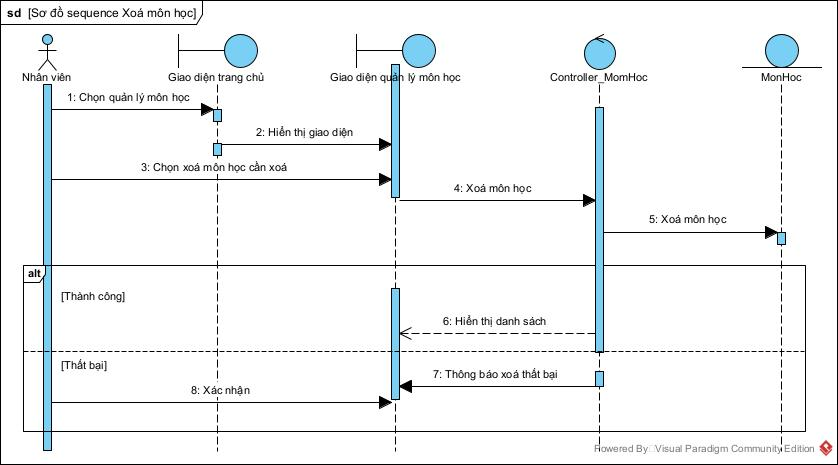 sd [Sơ đồ sequence Xoá môn học]
Nhân viên
Giao diện trang chủ
Giao diện quản lý môn học
Controller_MomHoc
MonHoc
1: Chọn quản lý môn học
2: Hiển thị giao diện
3: Chọn xoá môn học cần xoá
4: Xoá môn học
5: Xoá môn học
alt
[Thành công]
6: Hiển thị danh sách
[Thất bại]
7: Thông báo xoá thất bại
8: Xác nhận
Powered By Visual Paradigm Community Edition